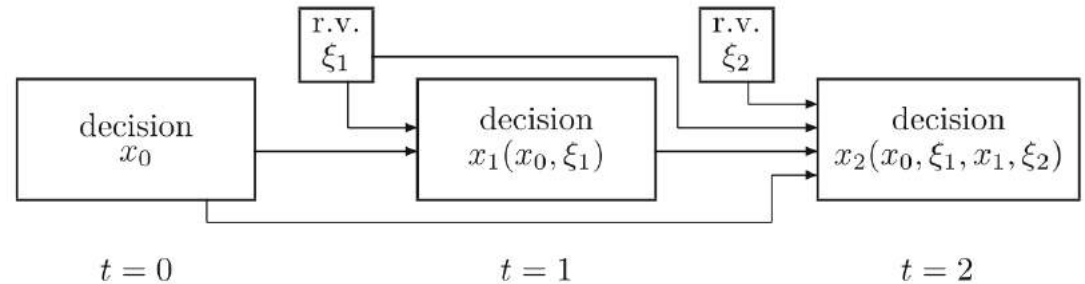 r.v.
ξ₁
r.v.
ξ₂
decision
x₀
decision
x₁(x₀, ξ₁)
decision
x₂(x₀, ξ₁, x₁, ξ₂)
t = 0
t = 1
t = 2